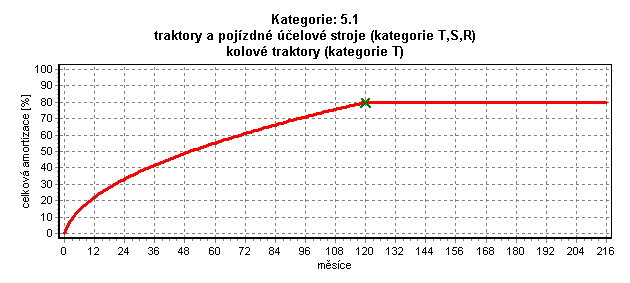 Kategorie: 5.1
traktory a pojízdné účelové stroje (kategorie T,S,R)
kolové traktory (kategorie T)
celková amortizace [%]
100
90
80
70
60
50
40
30
20
10
0
0 12 24 36 48 60 72 84 96 108 120 132 144 156 168 180 192 204 216
měsíce